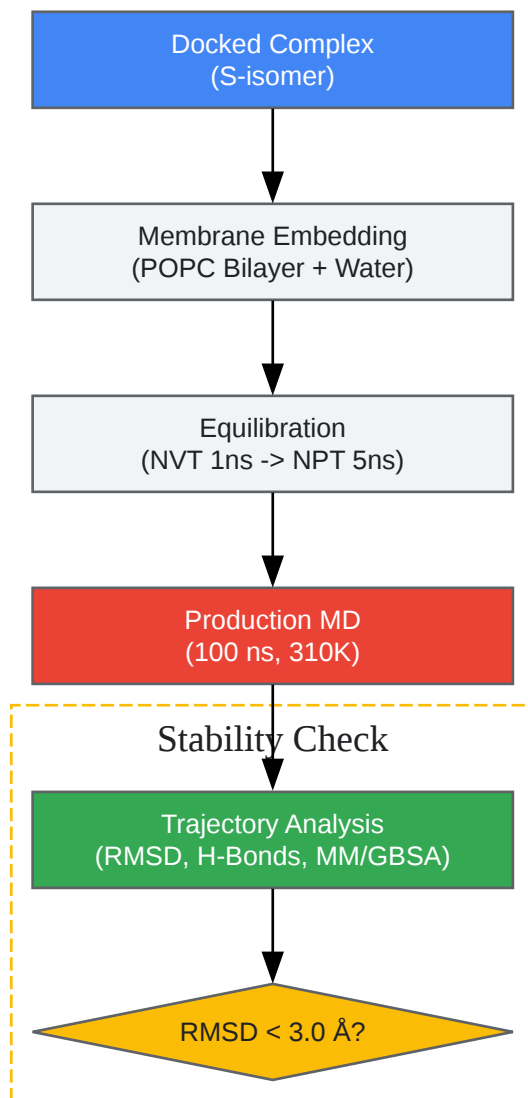 Docked Complex
(S-isomer)
Membrane Embedding
(POPC Bilayer + Water)
Equilibration
(NVT 1ns -> NPT 5ns)
Production MD
(100 ns, 310K)
Stability Check
Trajectory Analysis
(RMSD, H-Bonds, MM/GBSA)
RMSD < 3.0 Å?